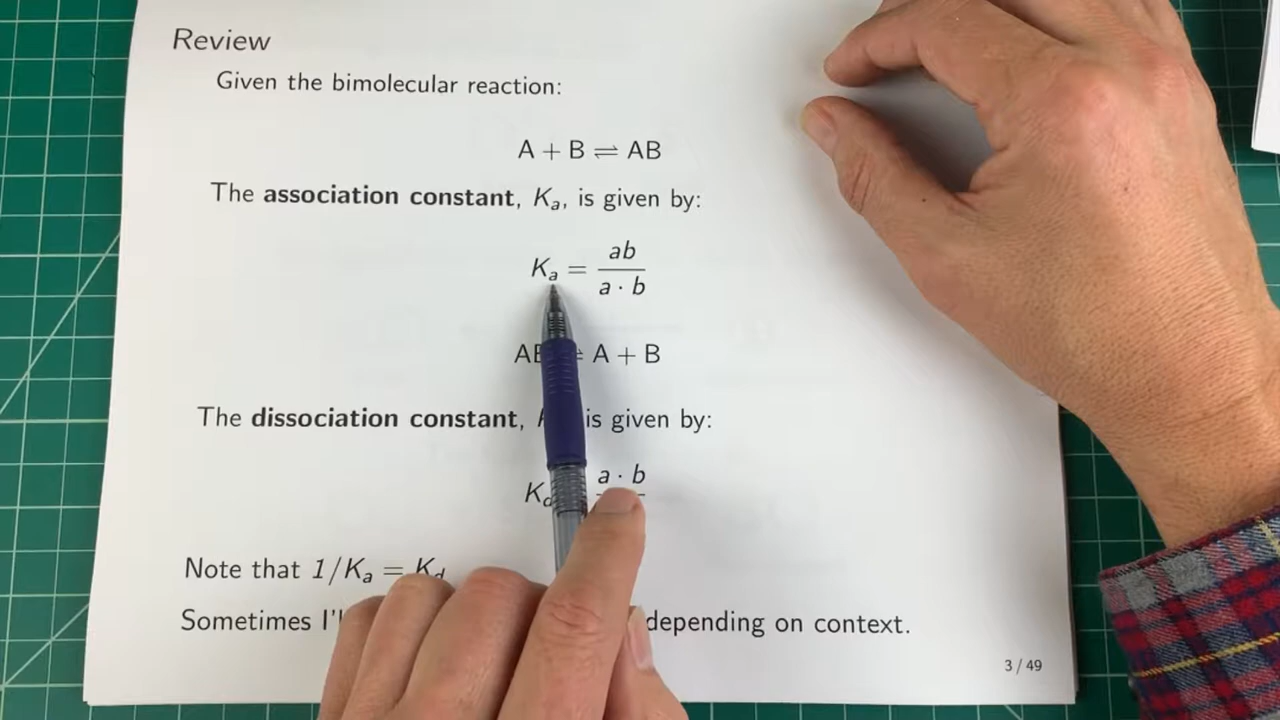 Review
Given the bimolecular reaction:
A + B ⇌ AB
The association constant, Kₐ, is given by:
Kₐ = ab / a · b
A + B
The dissociation constant, is given by:
a · b
Note that 1/Kₐ = K_d
Sometimes depending on context.
3 / 49